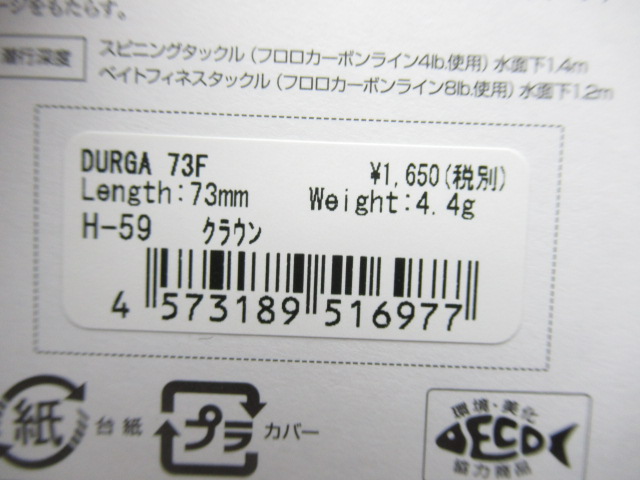 ージをもたらす。
潜行深度
スピニングタックル (フロロカーボンライン4lb.使用) 水面下1.4m
ベイトフィネスタックル (フロロカーボンライン8lb.使用) 水面下1.2m
DURGA 73F ¥1,650(税別)
Length:73mm Weight:4.4g
H-59 クラウン
4 573189 516977
紙 台紙 プラ カバー
環境・美化
ECO
協力商品